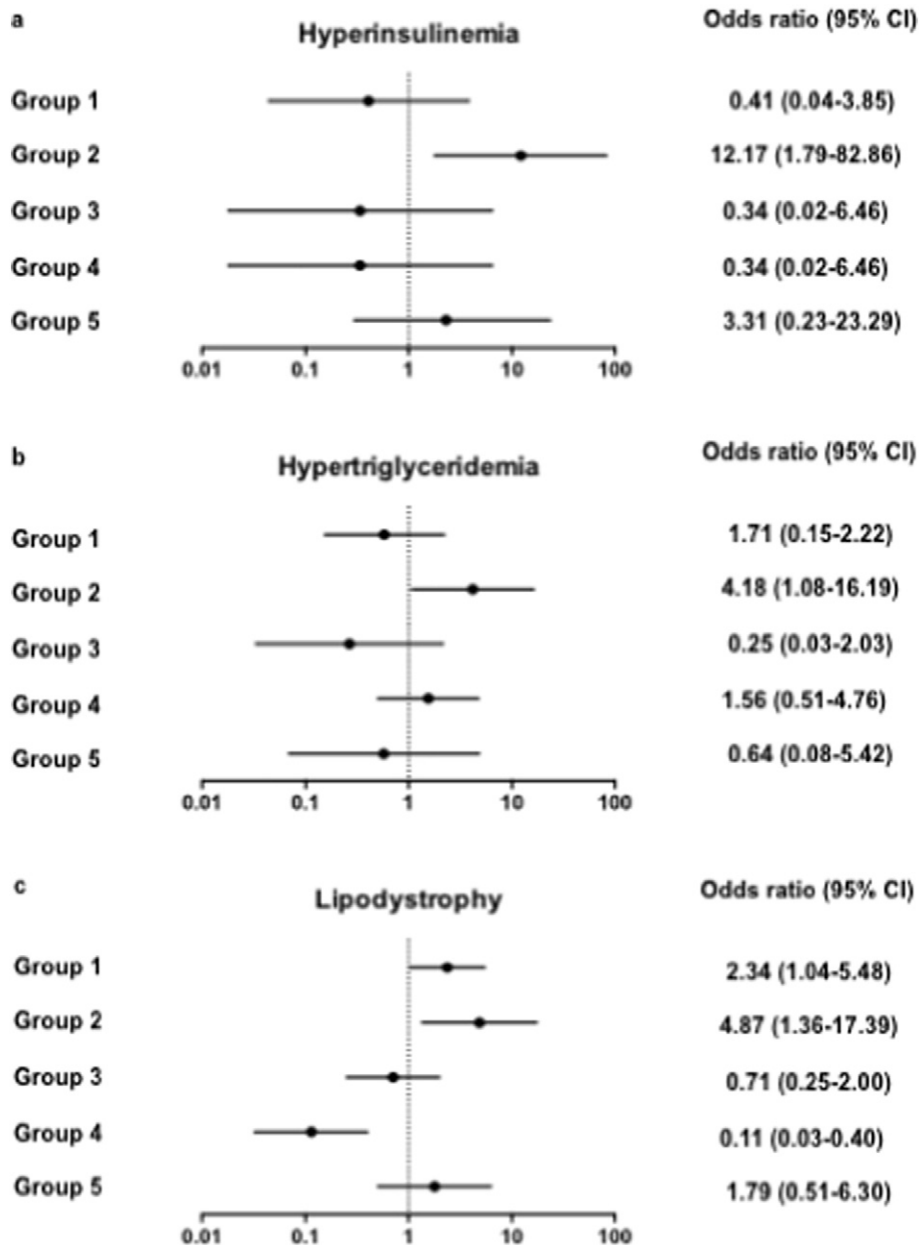 a
Hyperinsulinemia Odds ratio (95% CI)
Group 1 0.41 (0.04-3.85)
Group 2 12.17 (1.79-82.86)
Group 3 0.34 (0.02-6.46)
Group 4 0.34 (0.02-6.46)
Group 5 3.31 (0.23-23.29)
0.01 0.1 1 10 100
b
Hypertriglyceridemia Odds ratio (95% CI)
Group 1 1.71 (0.15-2.22)
Group 2 4.18 (1.08-16.19)
Group 3 0.25 (0.03-2.03)
Group 4 1.56 (0.51-4.76)
Group 5 0.64 (0.08-5.42)
0.01 0.1 1 10 100
c
Lipodystrophy Odds ratio (95% CI)
Group 1 2.34 (1.04-5.48)
Group 2 4.87 (1.36-17.39)
Group 3 0.71 (0.25-2.00)
Group 4 0.11 (0.03-0.40)
Group 5 1.79 (0.51-6.30)
0.01 0.1 1 10 100